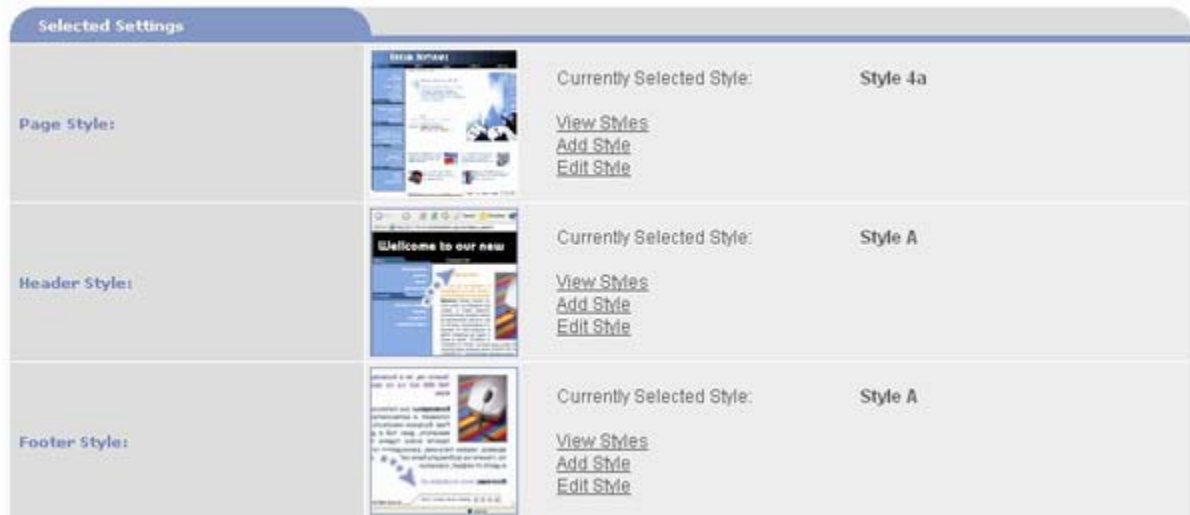 Selected Settings
Page Style:
Currently Selected Style: Style 4a
View Styles
Add Style
Edit Style
Header Style:
Wellcome to our new
Currently Selected Style: Style A
View Styles
Add Style
Edit Style
Footer Style:
Currently Selected Style: Style A
View Styles
Add Style
Edit Style